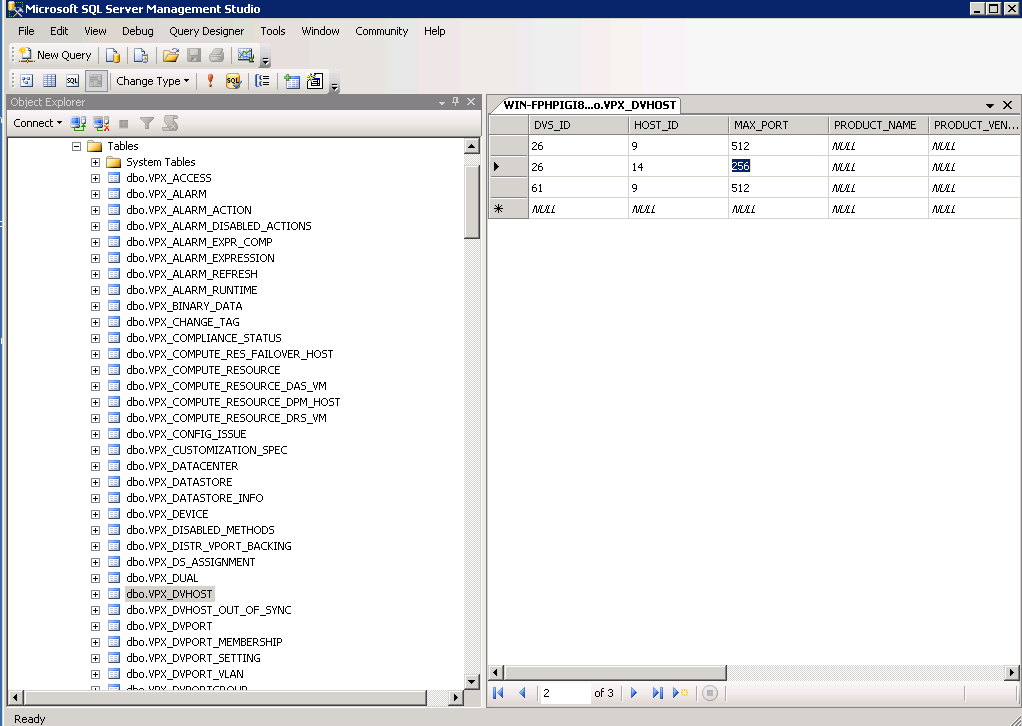 Microsoft SQL Server Management Studio
File Edit View Debug Query Designer Tools Window Community Help
New Query
SQL Change Type SQL
Object Explorer
Connect
Tables
System Tables
dbo.VPX_ACCESS
dbo.VPX_ALARM
dbo.VPX_ALARM_ACTION
dbo.VPX_ALARM_DISABLED_ACTIONS
dbo.VPX_ALARM_EXPR_COMP
dbo.VPX_ALARM_EXPRESSION
dbo.VPX_ALARM_REFRESH
dbo.VPX_ALARM_RUNTIME
dbo.VPX_BINARY_DATA
dbo.VPX_CHANGE_TAG
dbo.VPX_COMPLIANCE_STATUS
dbo.VPX_COMPUTE_RES_FAILOVER_HOST
dbo.VPX_COMPUTE_RESOURCE
dbo.VPX_COMPUTE_RESOURCE_DAS_VM
dbo.VPX_COMPUTE_RESOURCE_DPM_HOST
dbo.VPX_COMPUTE_RESOURCE_DRS_VM
dbo.VPX_CONFIG_ISSUE
dbo.VPX_CUSTOMIZATION_SPEC
dbo.VPX_DATACENTER
dbo.VPX_DATASTORE
dbo.VPX_DATASTORE_INFO
dbo.VPX_DEVICE
dbo.VPX_DISABLED_METHODS
dbo.VPX_DISTR_VPORT_BACKING
dbo.VPX_DS_ASSIGNMENT
dbo.VPX_DUAL
dbo.VPX_DVHOST
dbo.VPX_DVHOST_OUT_OF_SYNC
dbo.VPX_DVPORT
dbo.VPX_DVPORT_MEMBERSHIP
dbo.VPX_DVPORT_SETTING
dbo.VPX_DVPORT_VLAN
dbo.VPX_DVPORTGROUP
WIN-FPHPIGI8...o.VPX_DVHOST
DVS_ID HOST_ID MAX_PORT PRODUCT_NAME PRODUCT_VEN...
26 9 512 NULL NULL
26 14 256 NULL NULL
61 9 512 NULL NULL
NULL NULL NULL NULL NULL
2 of 3
Ready